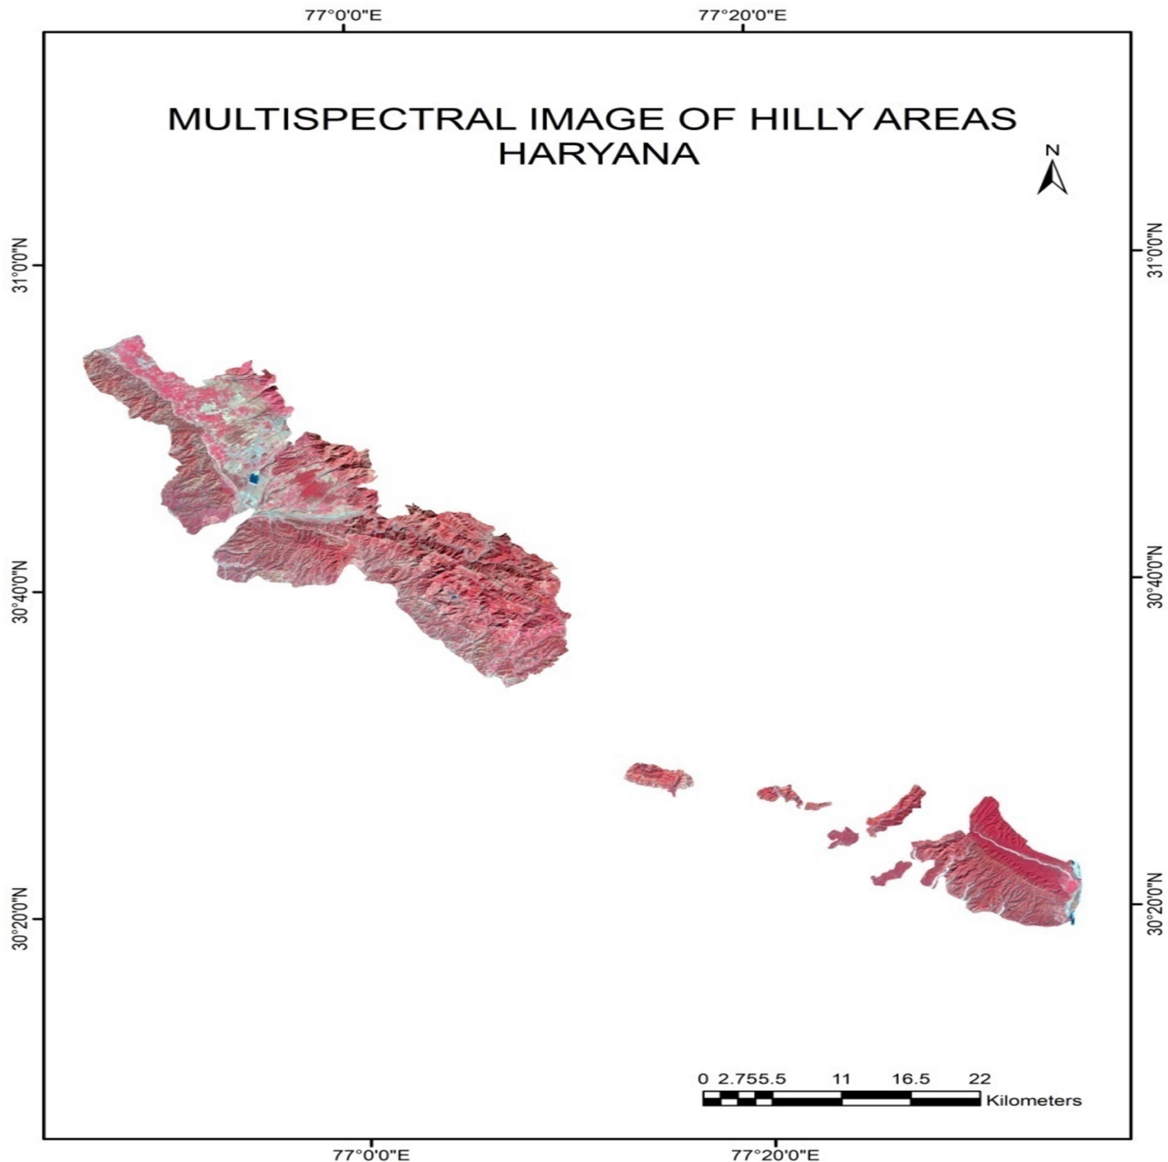 77°0'0"E 77°20'0"E
MULTISPECTRAL IMAGE OF HILLY AREAS
HARYANA
N
31°0'0"N 31°0'0"N
30°40'0"N 30°40'0"N
30°20'0"N 30°20'0"N
0 2.755.5 11 16.5 22
Kilometers
77°0'0"E 77°20'0"E